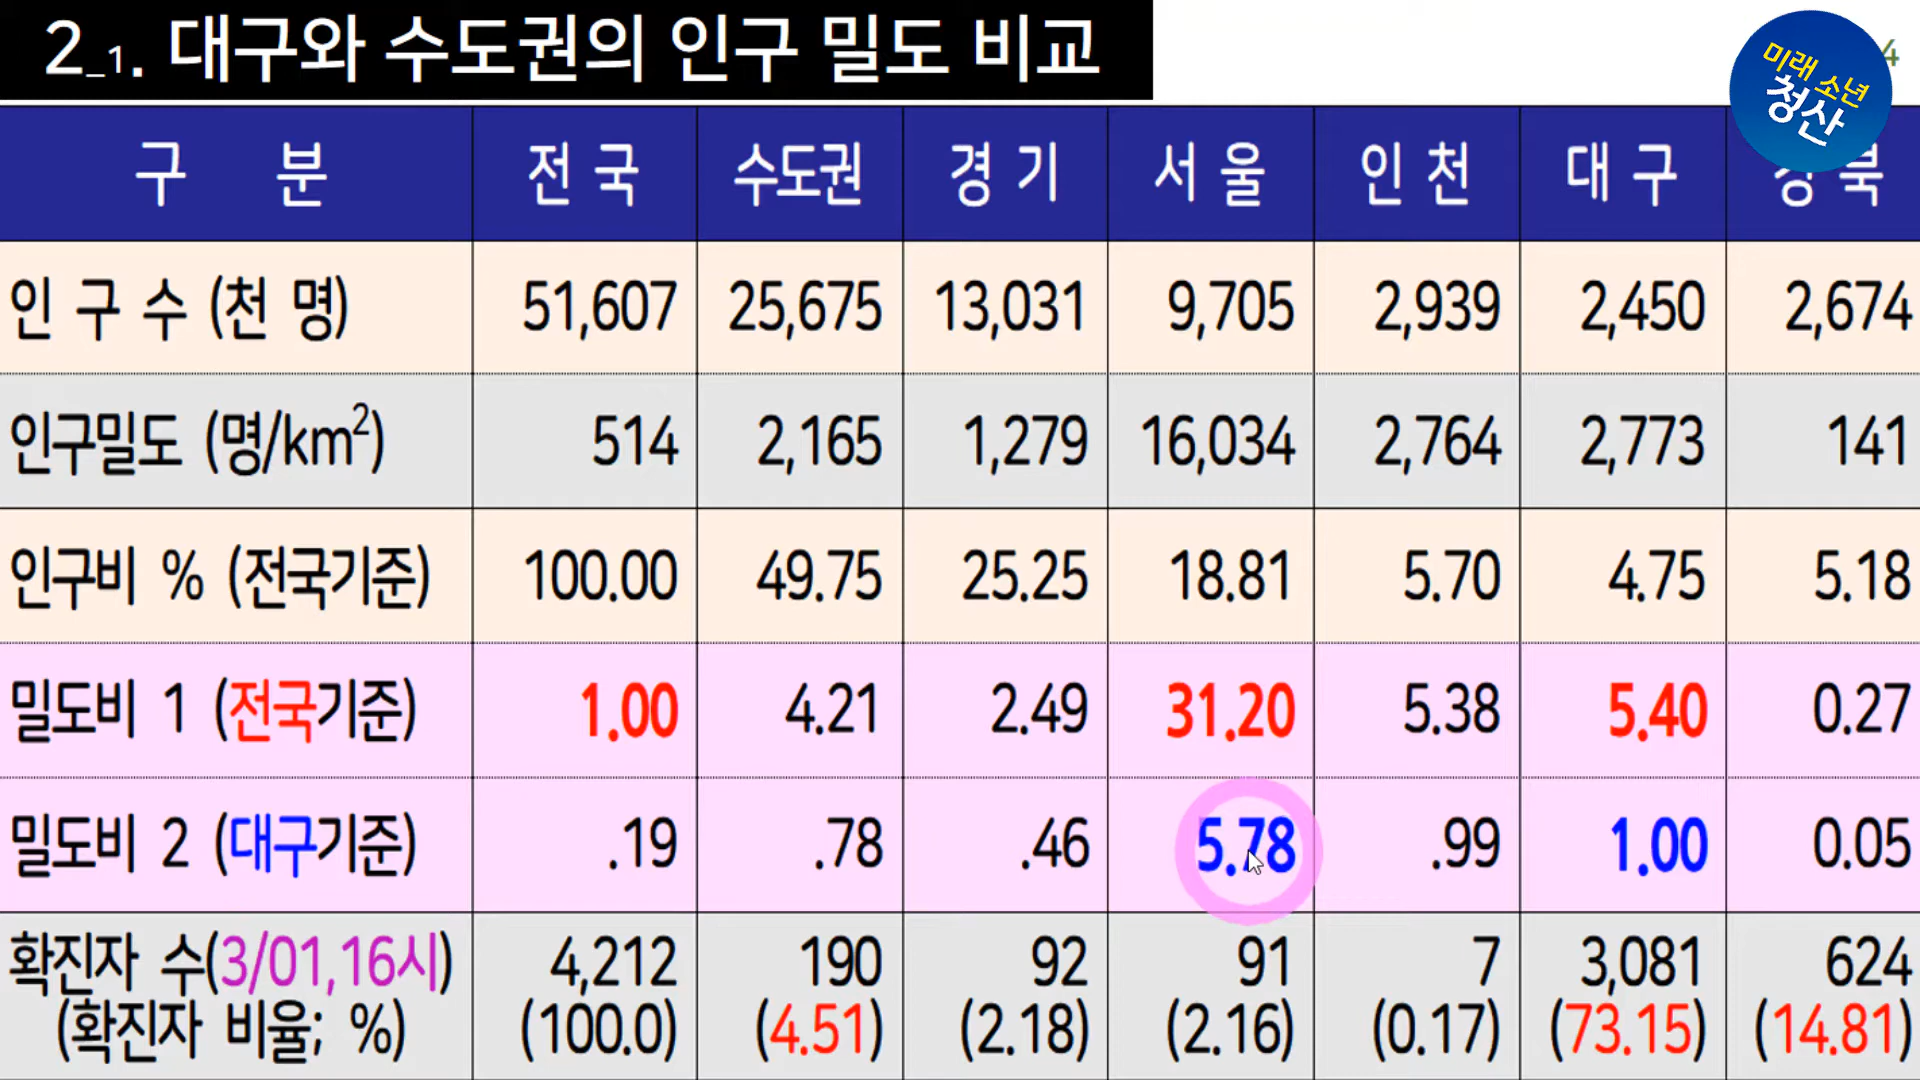 2_1. 대구와 수도권의 인구 밀도 비교
4
미래 소년
청산
구 분 전 국 수도권 경 기 서 울 인 천 대 구 경 북
인 구 수 (천 명) 51,607 25,675 13,031 9,705 2,939 2,450 2,674
인구밀도 (명/km²) 514 2,165 1,279 16,034 2,764 2,773 141
인구비 % (전국기준) 100.00 49.75 25.25 18.81 5.70 4.75 5.18
밀도비 1 (전국기준) 1.00 4.21 2.49 31.20 5.38 5.40 0.27
밀도비 2 (대구기준) .19 .78 .46 5.78 .99 1.00 0.05
확진자 수(3/01,16시) 4,212 190 92 91 7 3,081 624
(확진자 비율; %) (100.0) (4.51) (2.18) (2.16) (0.17) (73.15) (14.81)